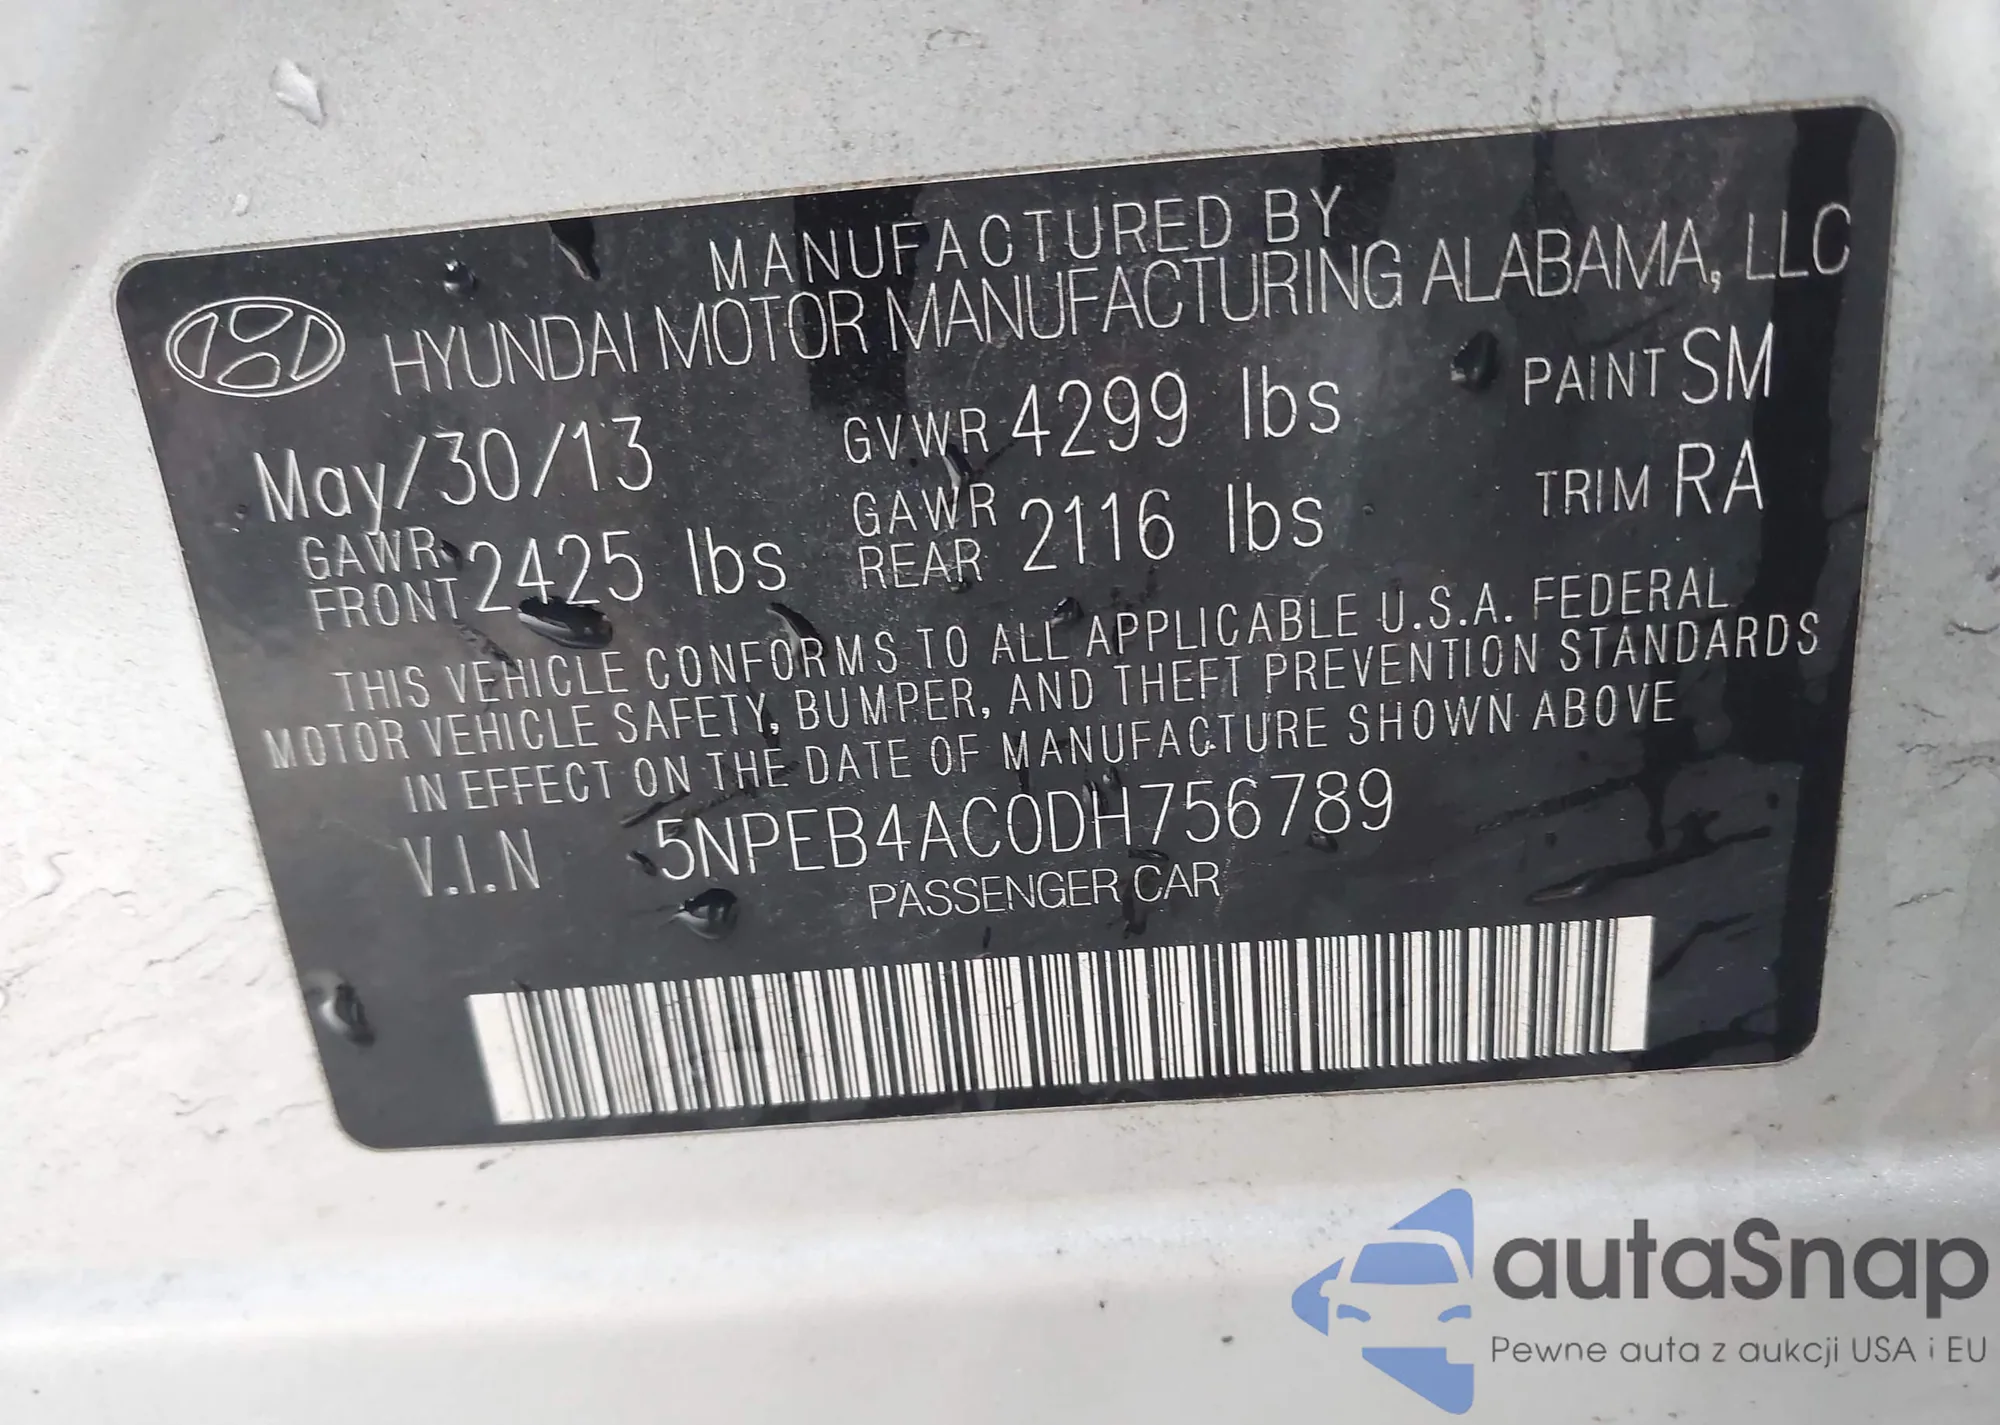 MANUFACTURED BY
HYUNDAI MOTOR MANUFACTURING ALABAMA, LLC
May/30/13 GVWR 4299 lbs PAINT SM
GAWR FRONT 2425 lbs GAWR REAR 2116 lbs TRIM RA
THIS VEHICLE CONFORMS TO ALL APPLICABLE U.S.A. FEDERAL
MOTOR VEHICLE SAFETY, BUMPER, AND THEFT PREVENTION STANDARDS
IN EFFECT ON THE DATE OF MANUFACTURE SHOWN ABOVE
V.I.N 5NPEB4AC0DH756789
PASSENGER CAR
autaSnap
Pewne auta z aukcji USA i EU